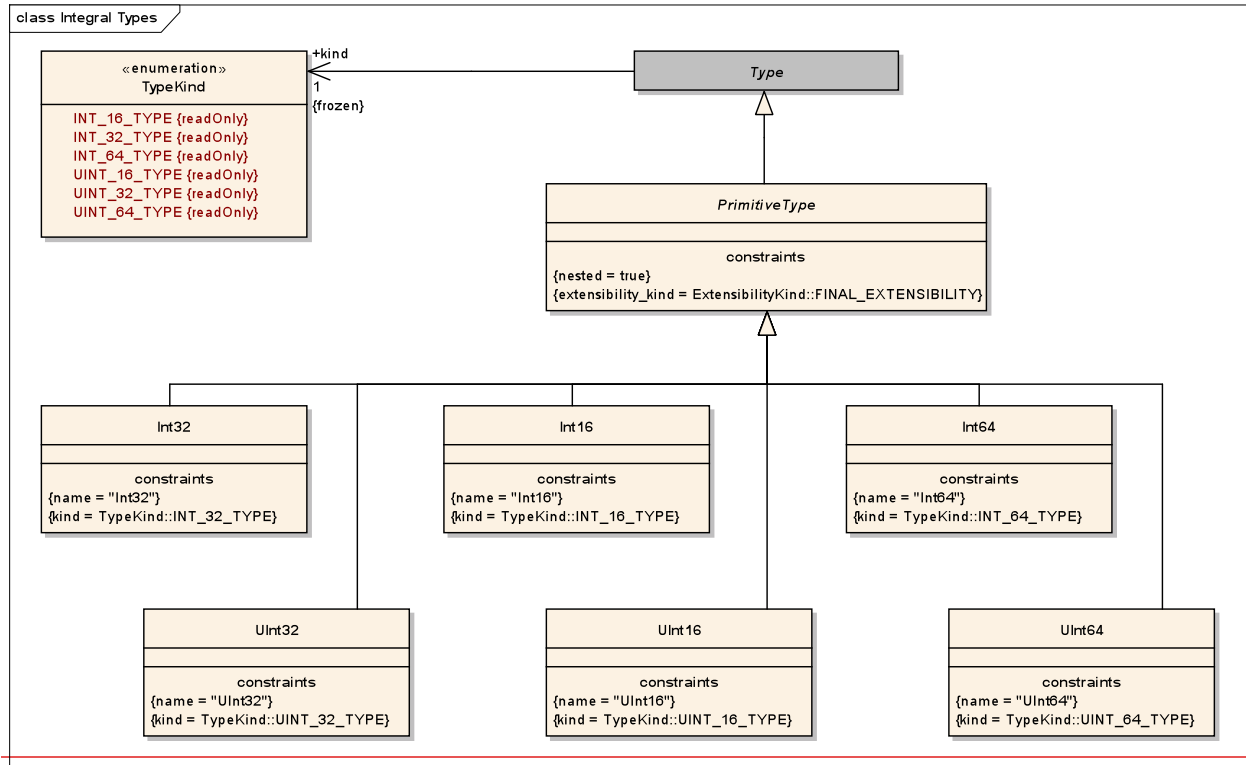 class Integral Types
«enumeration»
TypeKind
INT_16_TYPE {readOnly}
INT_32_TYPE {readOnly}
INT_64_TYPE {readOnly}
UINT_16_TYPE {readOnly}
UINT_32_TYPE {readOnly}
UINT_64_TYPE {readOnly}
+kind
1
{frozen}
Type
PrimitiveType
constraints
{nested = true}
{extensibility_kind = ExtensibilityKind::FINAL_EXTENSIBILITY}
Int32
constraints
{name = "Int32"}
{kind = TypeKind::INT_32_TYPE}
Int16
constraints
{name = "Int16"}
{kind = TypeKind::INT_16_TYPE}
Int64
constraints
{name = "Int64"}
{kind = TypeKind::INT_64_TYPE}
UInt32
constraints
{name = "UInt32"}
{kind = TypeKind::UINT_32_TYPE}
UInt16
constraints
{name = "UInt16"}
{kind = TypeKind::UINT_16_TYPE}
UInt64
constraints
{name = "UInt64"}
{kind = TypeKind::UINT_64_TYPE}